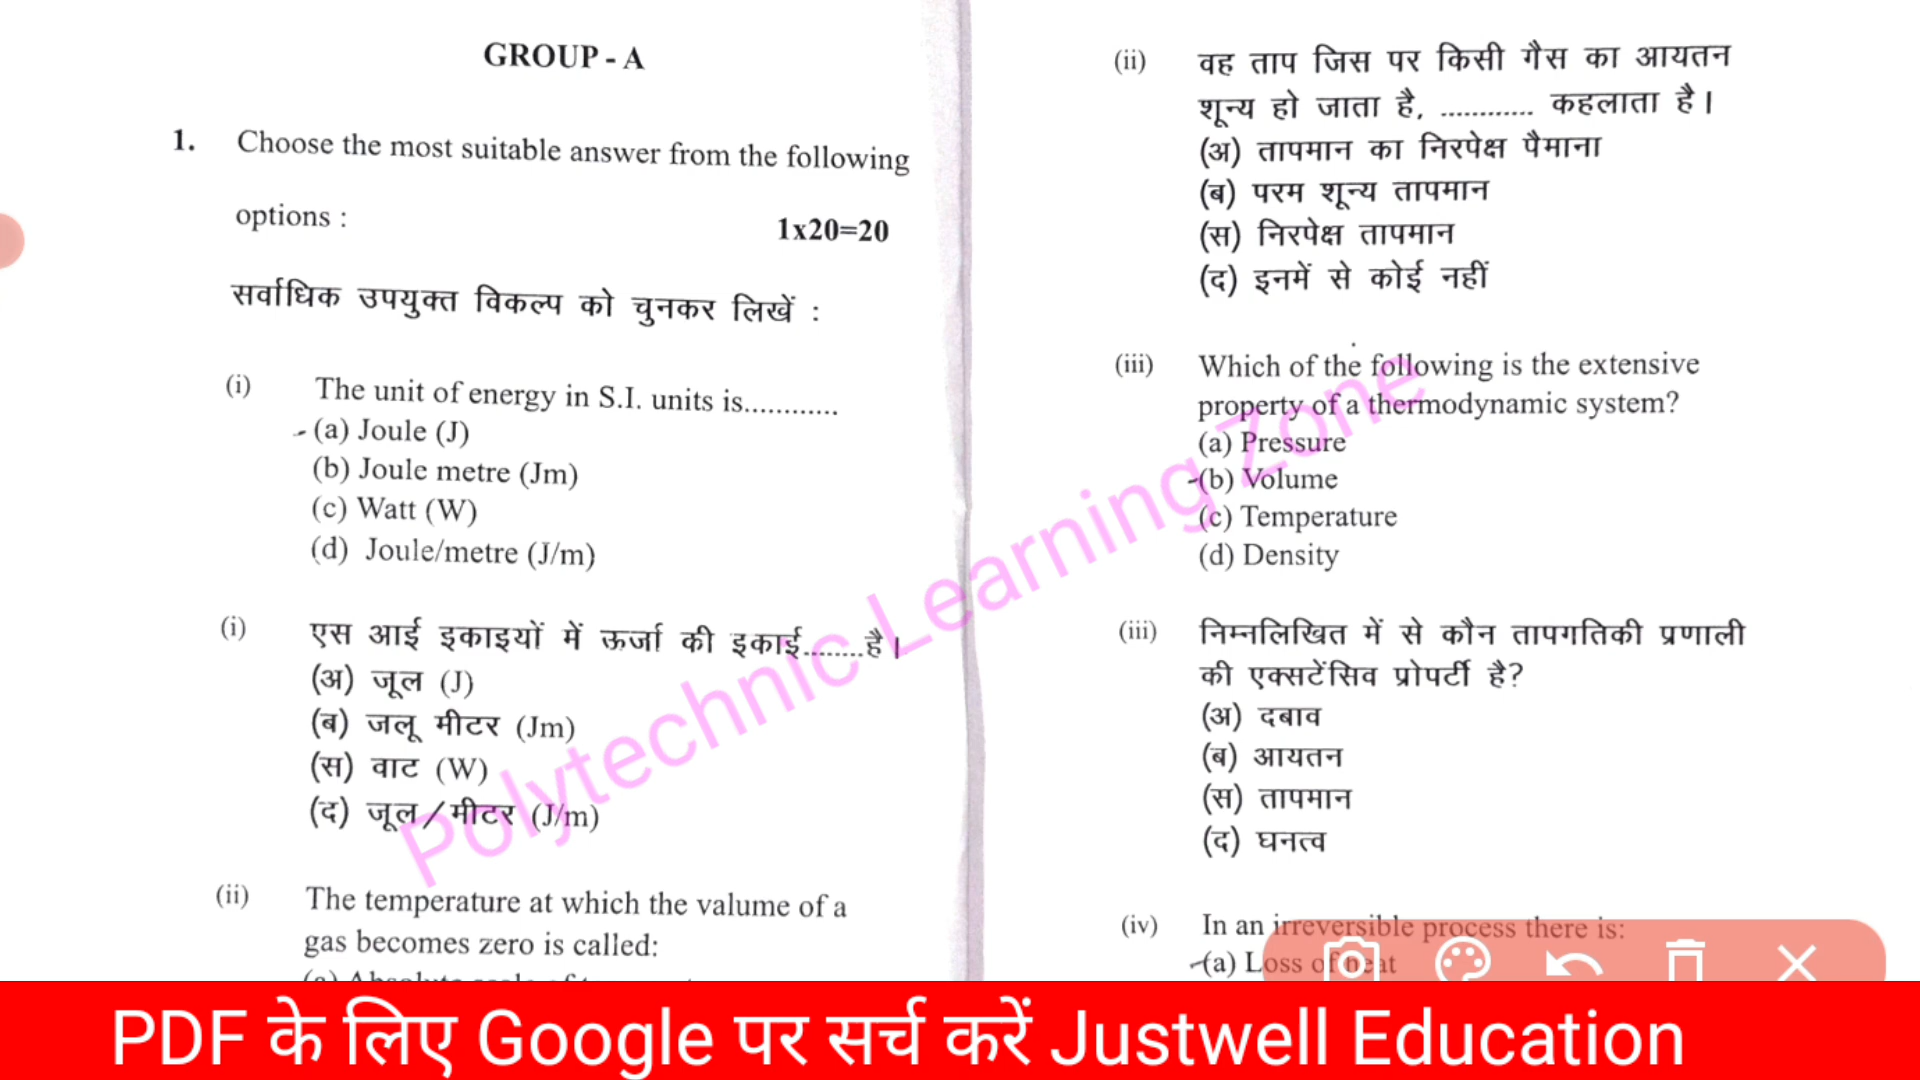 GROUP - A
1. Choose the most suitable answer from the following
options : 1x20=20
सर्वाधिक उपयुक्त विकल्प को चुनकर लिखें :
(i) The unit of energy in S.I. units is............
(a) Joule (J)
(b) Joule metre (Jm)
(c) Watt (W)
(d) Joule/metre (J/m)
(i) एस आई इकाइयों में ऊर्जा की इकाई........है।
(अ) जूल (J)
(ब) जलू मीटर (Jm)
(स) वाट (W)
(द) जूल/मीटर (J/m)
(ii) The temperature at which the valume of a
gas becomes zero is called:
(ii) वह ताप जिस पर किसी गैस का आयतन
शून्य हो जाता है, ............ कहलाता है।
(अ) तापमान का निरपेक्ष पैमाना
(ब) परम शून्य तापमान
(स) निरपेक्ष तापमान
(द) इनमें से कोई नहीं
(iii) Which of the following is the extensive
property of a thermodynamic system?
(a) Pressure
(b) Volume
(c) Temperature
(d) Density
(iii) निम्नलिखित में से कौन तापगतिकी प्रणाली
की एक्सटेंसिव प्रोपर्टी है?
(अ) दबाव
(ब) आयतन
(स) तापमान
(द) घनत्व
(iv) In an irreversible process there is:
(a) Loss of heat
Polytechnic Learning Zone
PDF के लिए Google पर सर्च करें Justwell Education